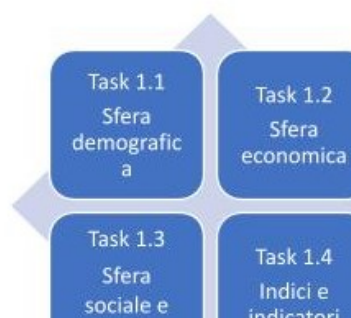 Task 1.1
Sfera
demografic
a
Task 1.2
Sfera
economica
Task 1.3
Sfera
sociale e
Task 1.4
Indici e
indicatori